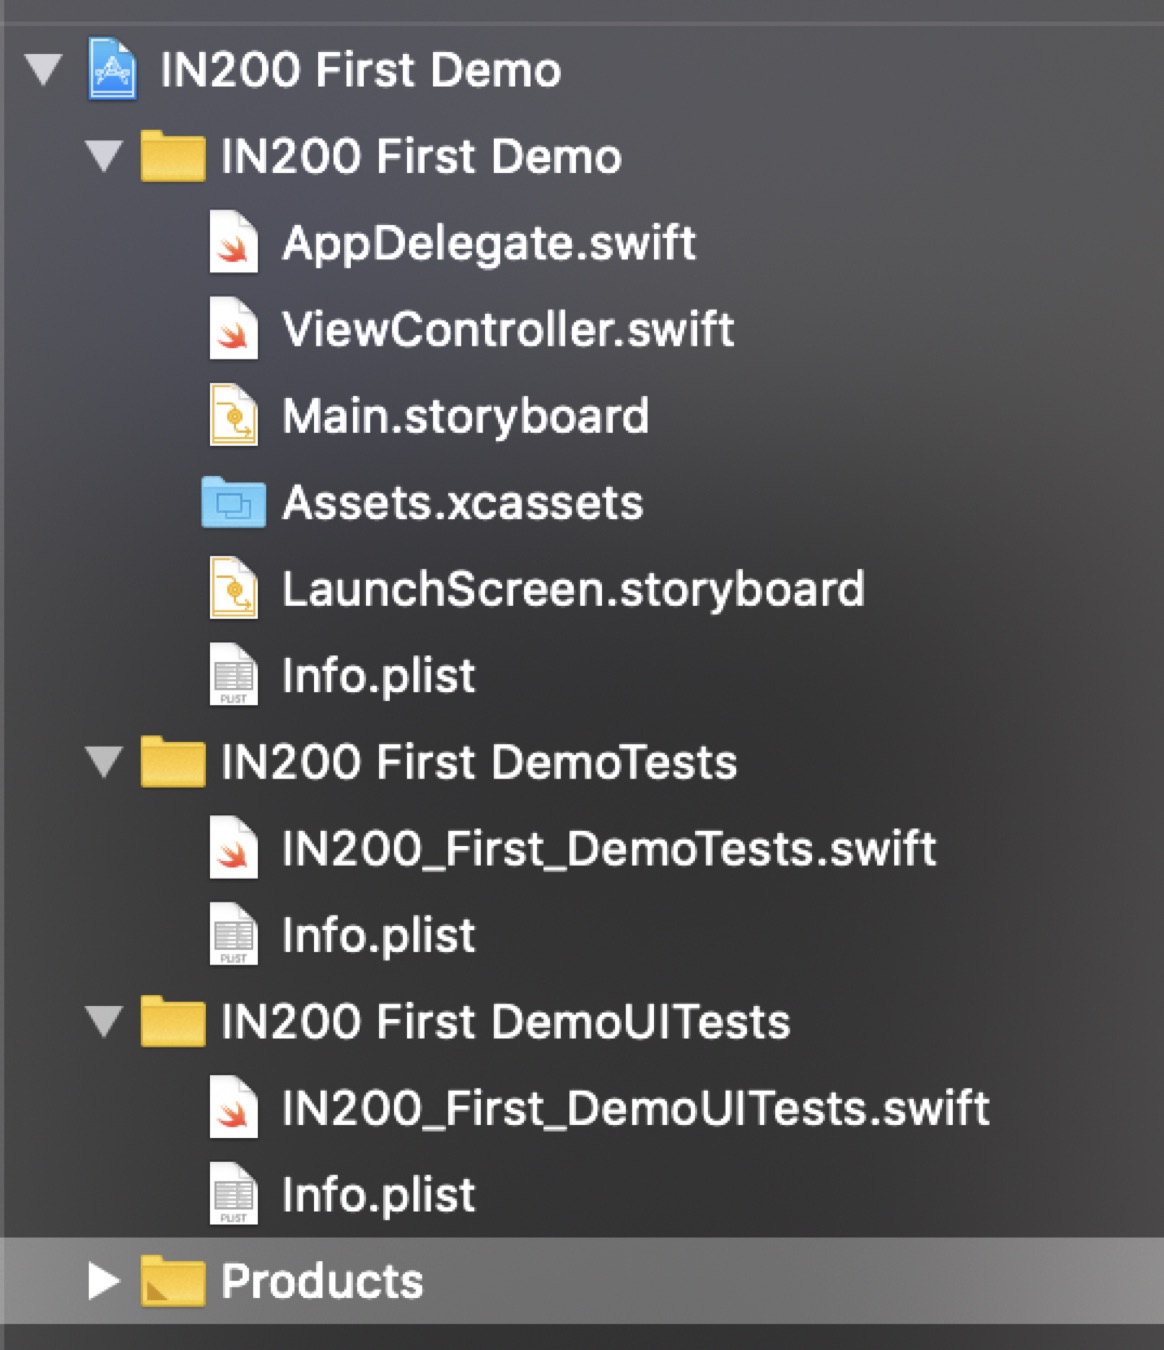 IN200 First Demo
IN200 First Demo
AppDelegate.swift
ViewController.swift
Main.storyboard
Assets.xcassets
LaunchScreen.storyboard
Info.plist
PLIST
IN200 First DemoTests
IN200_First_DemoTests.swift
Info.plist
PLIST
IN200 First DemoUITests
IN200_First_DemoUITests.swift
Info.plist
PLIST
Products